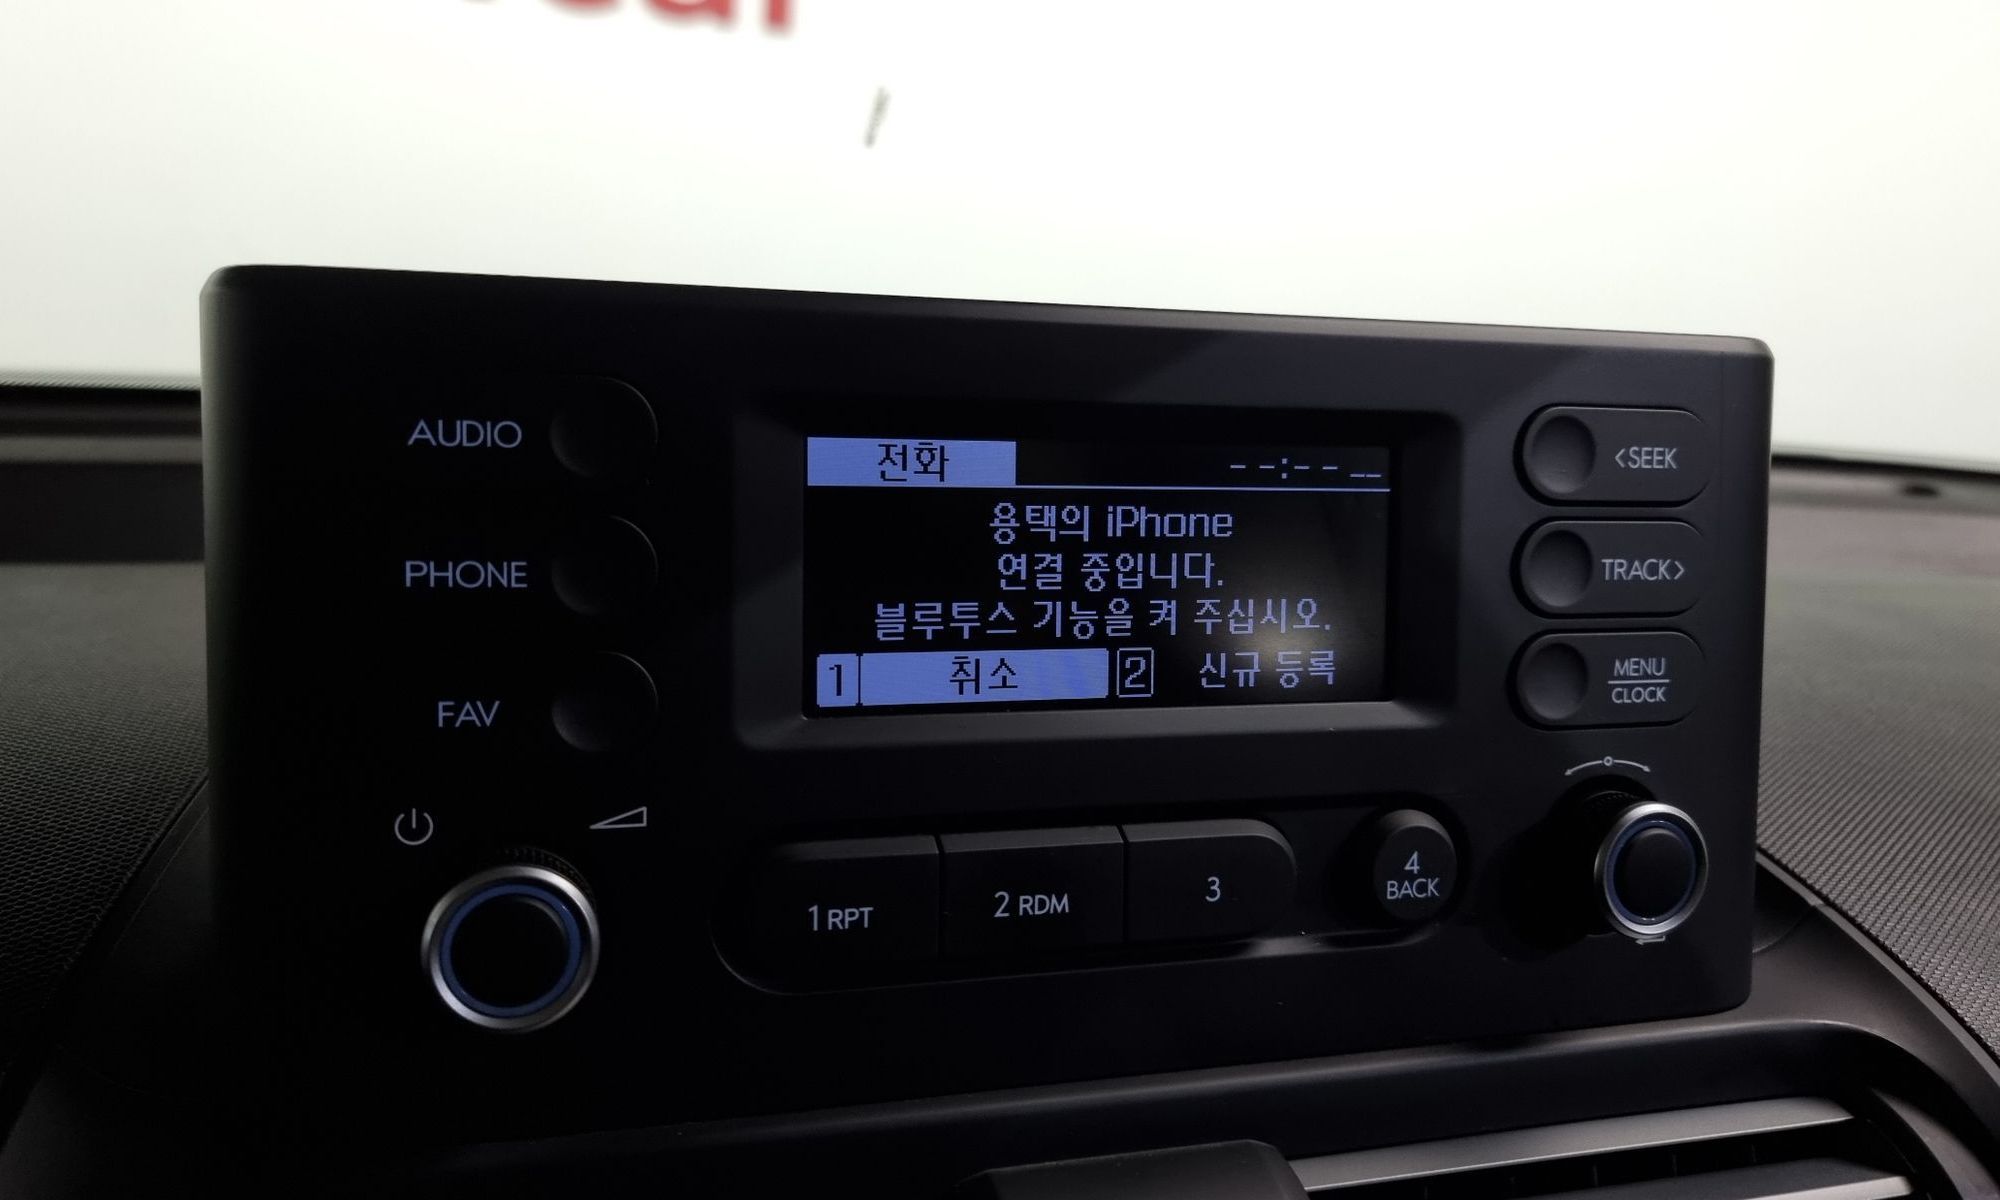 AUDIO
PHONE
FAV
전화
--:-- __
용택의 iPhone
연결 중입니다.
블루투스 기능을 켜 주십시오.
1 취소 2 신규 등록
<SEEK
TRACK>
MENU
CLOCK
1 RPT
2 RDM
3
4
BACK